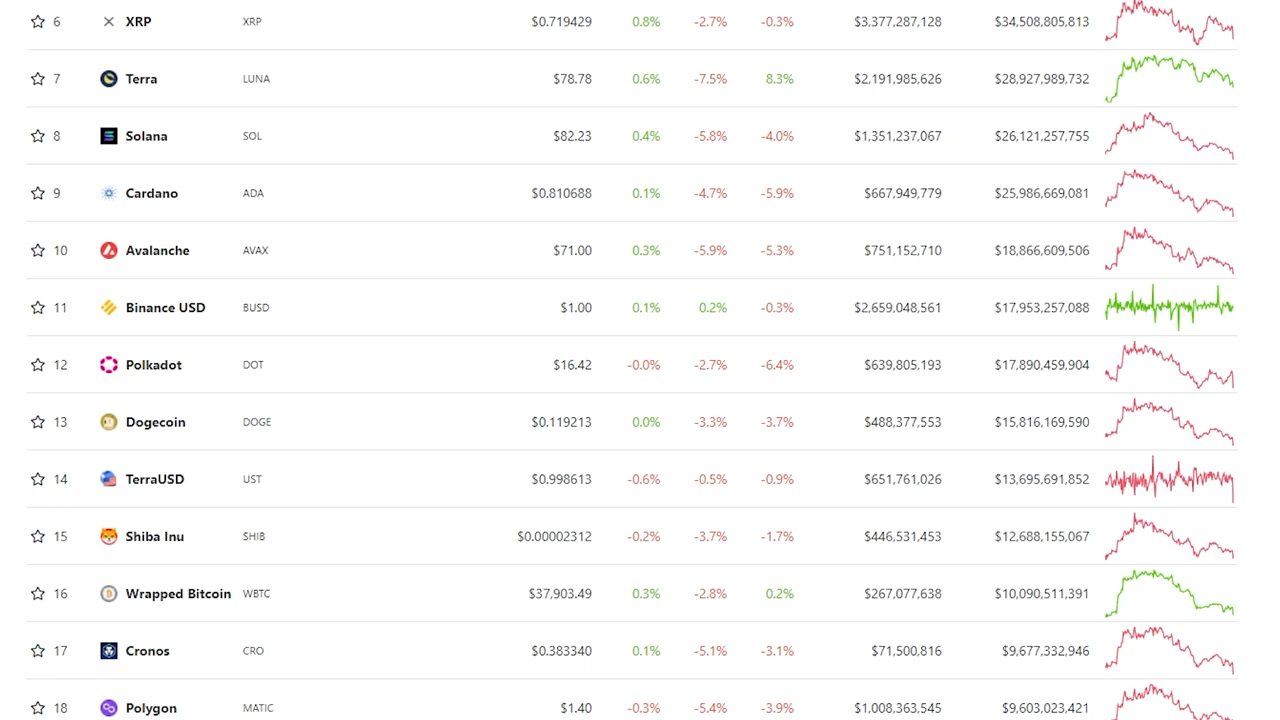 6 XRP XRP $0.719429 0.8% -2.7% -0.3% $3,377,287,128 $34,508,805,813
7 Terra LUNA $78.78 0.6% -7.5% 8.3% $2,191,985,626 $28,927,989,732
8 Solana SOL $82.23 0.4% -5.8% -4.0% $1,351,237,067 $26,121,257,755
9 Cardano ADA $0.810688 0.1% -4.7% -5.9% $667,949,779 $25,986,669,081
10 Avalanche AVAX $71.00 0.3% -5.9% -5.3% $751,152,710 $18,866,609,506
11 Binance USD BUSD $1.00 0.1% 0.2% -0.3% $2,659,048,561 $17,953,257,088
12 Polkadot DOT $16.42 -0.0% -2.7% -6.4% $639,805,193 $17,890,459,904
13 Dogecoin DOGE $0.119213 0.0% -3.3% -3.7% $488,377,553 $15,816,169,590
14 TerraUSD UST $0.998613 -0.6% -0.5% -0.9% $651,761,026 $13,695,691,852
15 Shiba Inu SHIB $0.00002312 -0.2% -3.7% -1.7% $446,531,453 $12,688,155,067
16 Wrapped Bitcoin WBTC $37,903.49 0.3% -2.8% 0.2% $267,077,638 $10,090,511,391
17 Cronos CRO $0.383340 0.1% -5.1% -3.1% $71,500,816 $9,677,332,946
18 Polygon MATIC $1.40 -0.3% -5.4% -3.9% $1,008,363,545 $9,603,023,421